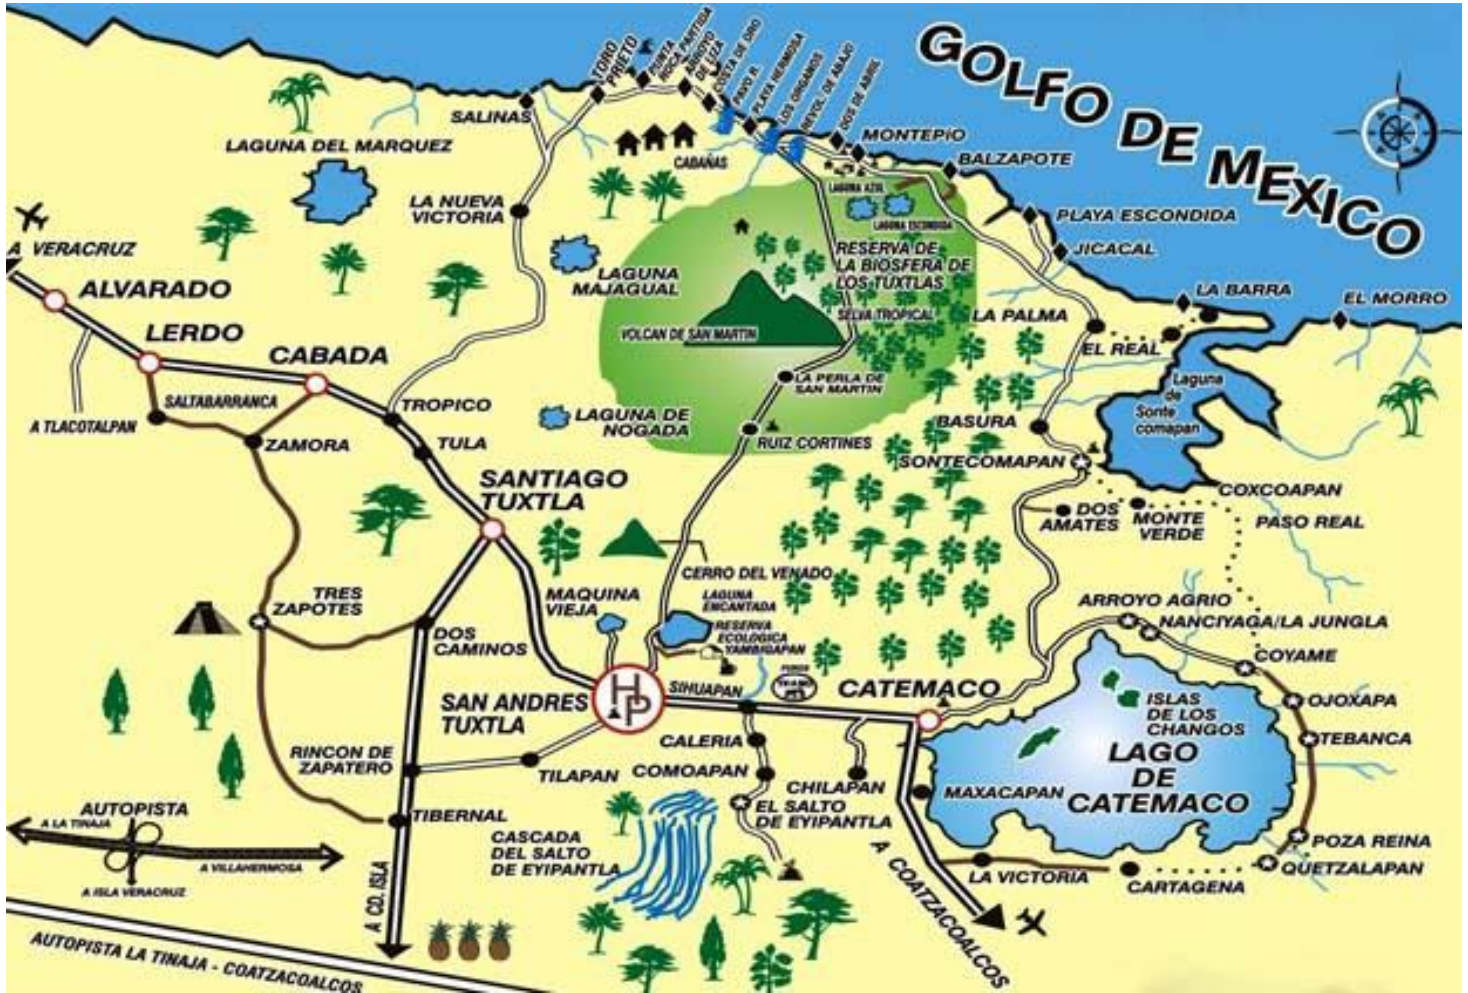 GOLFO DE MEXICO
TORO
PRIETO
PUNTA
ROCA PARTIDA
ARROYO
DE LIZA
COSTA DE ORO
PLAYA HERMOSA
LOS ORGANOS
REVOL. DE ABAJO
DOS DE ABRIL
MONTEPÍO
BALZAPOTE
SALINAS
LAGUNA DEL MARQUEZ
CABAÑAS
LAGUNA AZUL
LAGUNA ESCONDIDA
PLAYA ESCONDIDA
JICACAL
LA NUEVA
VICTORIA
A VERACRUZ
ALVARADO
LAGUNA
MAJAGUAL
RESERVA DE
LA BIOSFERA DE
LOS TUXTLAS
SELVA TROPICAL
VOLCAN DE SAN MARTIN
LA PALMA
LA BARRA
EL MORRO
EL REAL
LERDO
CABADA
LA PERLA DE
SAN MARTIN
Laguna
de
Sonte
comapan
SALTABARRANCA
TROPICO
A TLACOTALPAN
LAGUNA DE
NOGADA
RUIZ CORTINES
BASURA
ZAMORA
TULA
SONTECOMAPAN
SANTIAGO
TUXTLA
COXCOAPAN
DOS
AMATES
MONTE
VERDE
PASO REAL
CERRO DEL VENADO
TRES
ZAPOTES
MAQUINA
VIEJA
LAGUNA
ENCANTADA
ARROYO AGRIO
RESERVA
ECOLOGICA
YAMBIGAPAN
NANCIYAGA/LA JUNGLA
DOS
CAMINOS
COYAME
SAN ANDRES
TUXTLA
HP
SIHUAPAN
CATEMACO
ISLAS
DE LOS
CHANGOS
OJOXAPA
CALERIA
TEBANCA
RINCON DE
ZAPATERO
TILAPAN
COMOAPAN
CHILAPAN
LAGO
DE
CATEMACO
MAXACAPAN
AUTOPISTA
A LA TINAJA
TIBERNAL
EL SALTO
DE EYIPANTLA
POZA REINA
CASCADA
DEL SALTO
DE EYIPANTLA
A VILLAHERMOSA
A ISLA VERACRUZ
LA VICTORIA
CARTAGENA
QUETZALAPAN
A CD. ISLA
A COATZACOALCOS
AUTOPISTA LA TINAJA - COATZACOALCOS